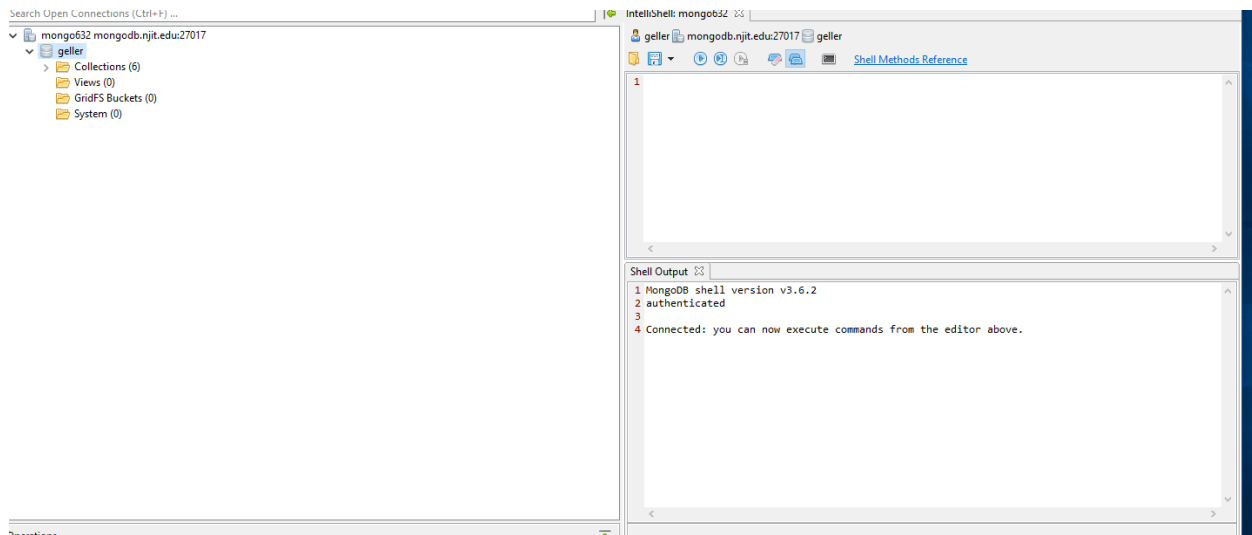 Search Open Connections (Ctrl+F) ...
mongo632 mongodb.njit.edu:27017
geller
Collections (6)
Views (0)
GridFS Buckets (0)
System (0)
IntelliShell: mongo632
geller mongodb.njit.edu:27017 geller
Shell Methods Reference
1
Shell Output
1 MongoDB shell version v3.6.2
2 authenticated
3
4 Connected: you can now execute commands from the editor above.
Operations